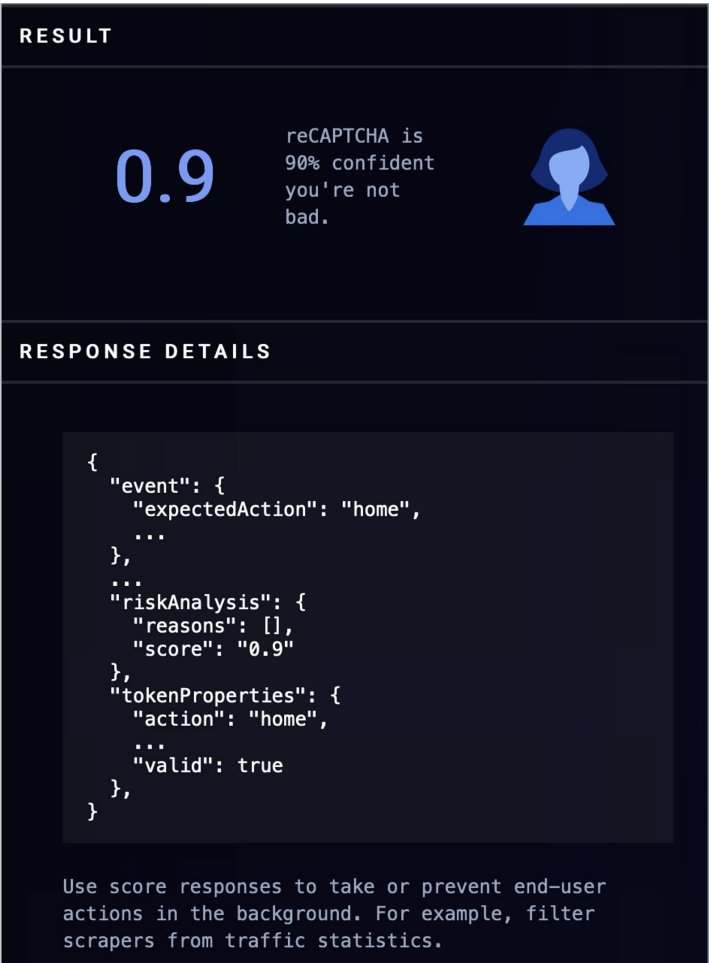 RESULT
0.9
reCAPTCHA is
90% confident
you're not
bad.
RESPONSE DETAILS
{
  "event": {
    "expectedAction": "home",
    ...
  },
  ...
  "riskAnalysis": {
    "reasons": [],
    "score": "0.9"
  },
  "tokenProperties": {
    "action": "home",
    ...
    "valid": true
  },
}
Use score responses to take or prevent end-user
actions in the background. For example, filter
scrapers from traffic statistics.